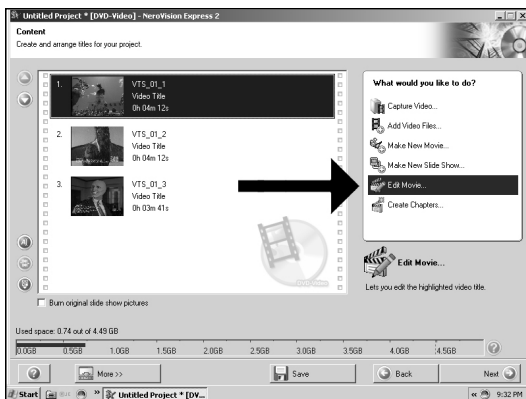 Untitled Project * [DVD-Video] - NeroVision Express 2
Content
Create and arrange titles for your project.
1. VTS_01_1
Video Title
0h 04m 12s
2. VTS_01_2
Video Title
0h 04m 12s
3. VTS_01_3
Video Title
0h 03m 41s
DVD-Video
Burn original slide show pictures
What would you like to do?
Capture Video...
Add Video Files...
Make New Movie...
Make New Slide Show...
Edit Movie...
Create Chapters...
Edit Movie...
Lets you edit the highlighted video title.
Used space: 0.74 out of 4.49 GB
0.0GB 0.5GB 1.0GB 1.5GB 2.0GB 2.5GB 3.0GB 3.5GB 4.0GB 4.5GB
More >> Save Back Next
Start » Untitled Project * [DV... « 9:32 PM